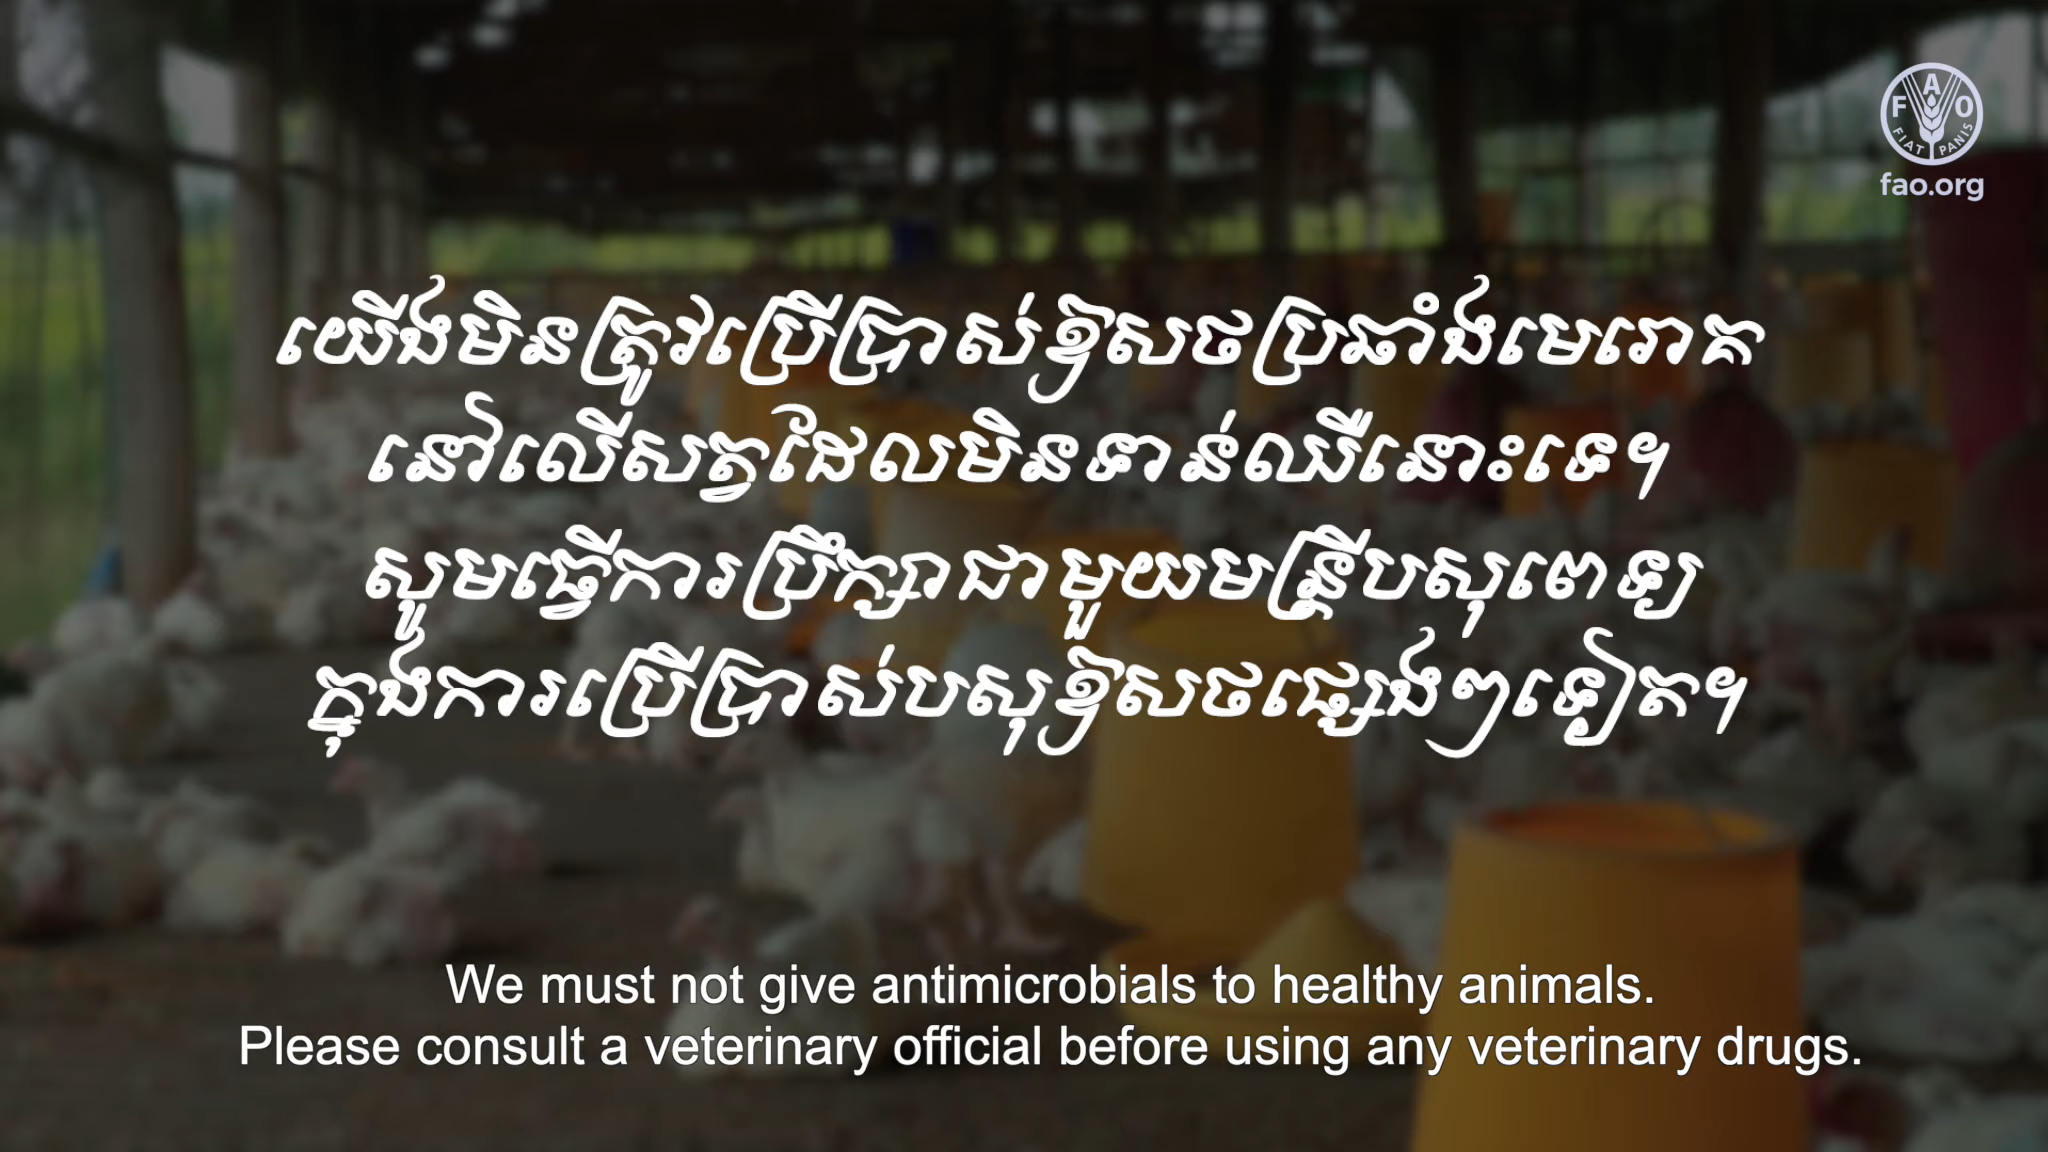 FAO
FIAT PANIS
fao.org
យើងមិនត្រូវប្រើប្រាស់ឱសថប្រឆាំងមេរោគ
នៅលើសត្វដែលមិនទាន់ឈឺនោះទេ។
សូមធ្វើការប្រឹក្សាជាមួយមន្ត្រីបសុពេទ្យ
ក្នុងការប្រើប្រាស់បសុឱសថផ្សេងៗទៀត។
We must not give antimicrobials to healthy animals.
Please consult a veterinary official before using any veterinary drugs.